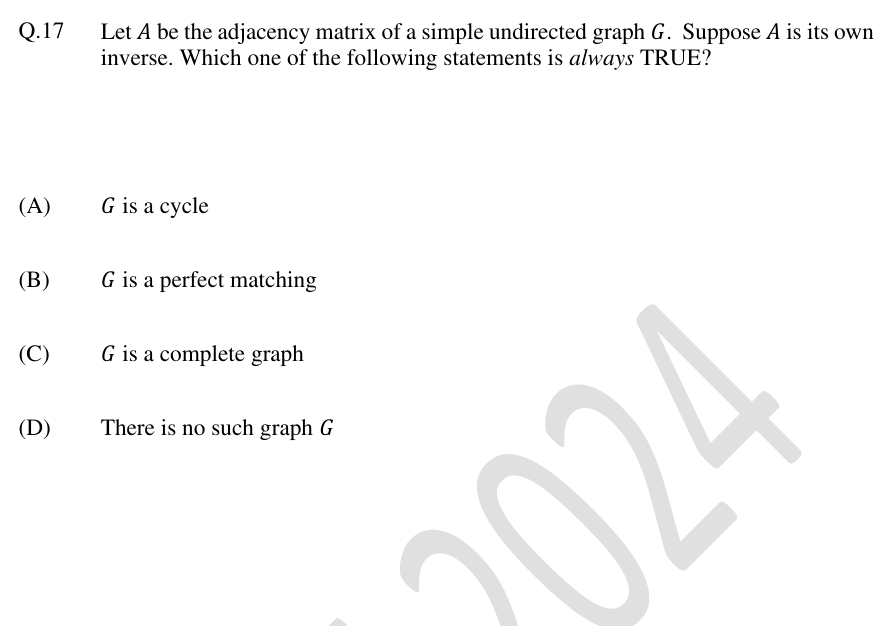 Q.17 Let A be the adjacency matrix of a simple undirected graph G. Suppose A is its own
inverse. Which one of the following statements is always TRUE?
(A) G is a cycle
(B) G is a perfect matching
(C) G is a complete graph
(D) There is no such graph G
2024